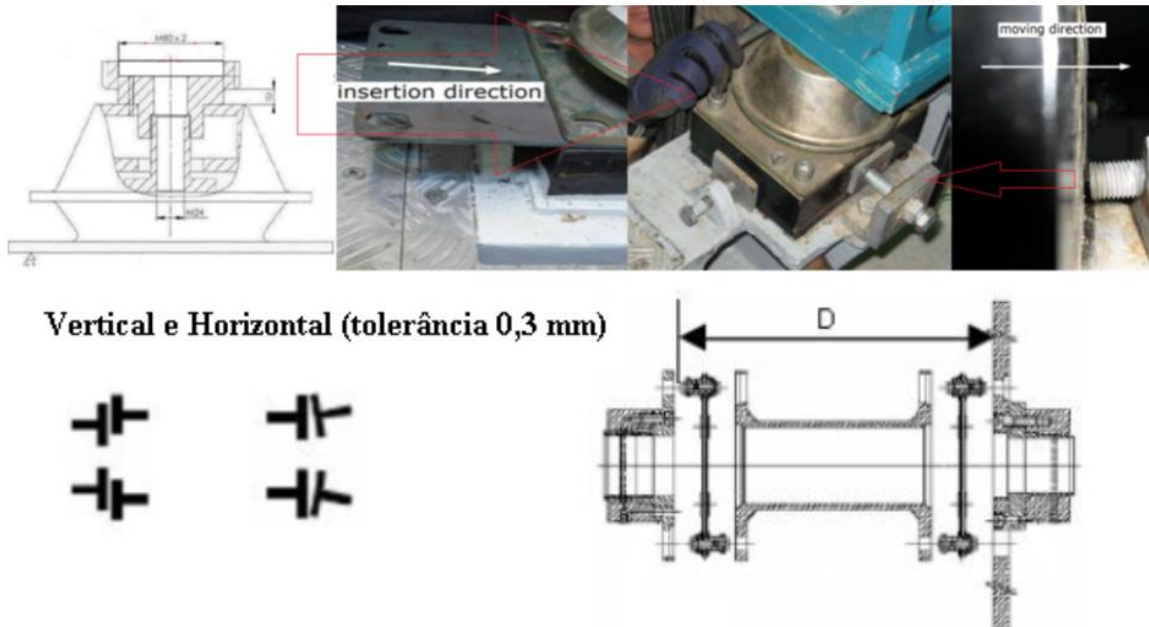 M80 x 2
M24
insertion direction
moving direction
Vertical e Horizontal (tolerância 0,3 mm)
D